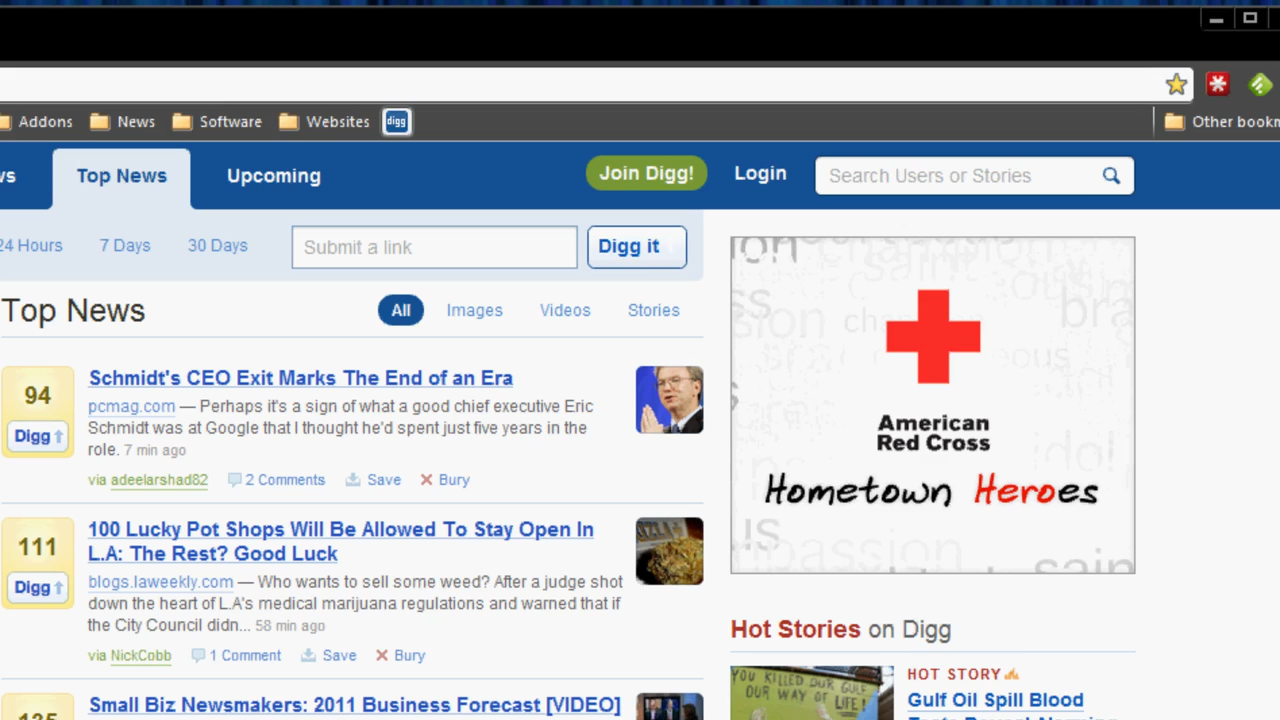 Addons News Software Websites digg Other bookm
ws Top News Upcoming Join Digg! Login Search Users or Stories
24 Hours 7 Days 30 Days Submit a link Digg it
Top News All Images Videos Stories
94
Digg
Schmidt's CEO Exit Marks The End of an Era
pcmag.com — Perhaps it's a sign of what a good chief executive Eric
Schmidt was at Google that I thought he'd spent just five years in the
role. 7 min ago
via adeelarshad82 2 Comments Save Bury
111
Digg
100 Lucky Pot Shops Will Be Allowed To Stay Open In
L.A: The Rest? Good Luck
blogs.laweekly.com — Who wants to sell some weed? After a judge shot
down the heart of L.A's medical marijuana regulations and warned that if
the City Council didn... 58 min ago
via NickCobb 1 Comment Save Bury
Small Biz Newsmakers: 2011 Business Forecast [VIDEO]
American
Red Cross
Hometown Heroes
Hot Stories on Digg
YOU KILLED OUR GULF
OUR WAY OF LIFE!
HOT STORY
Gulf Oil Spill Blood